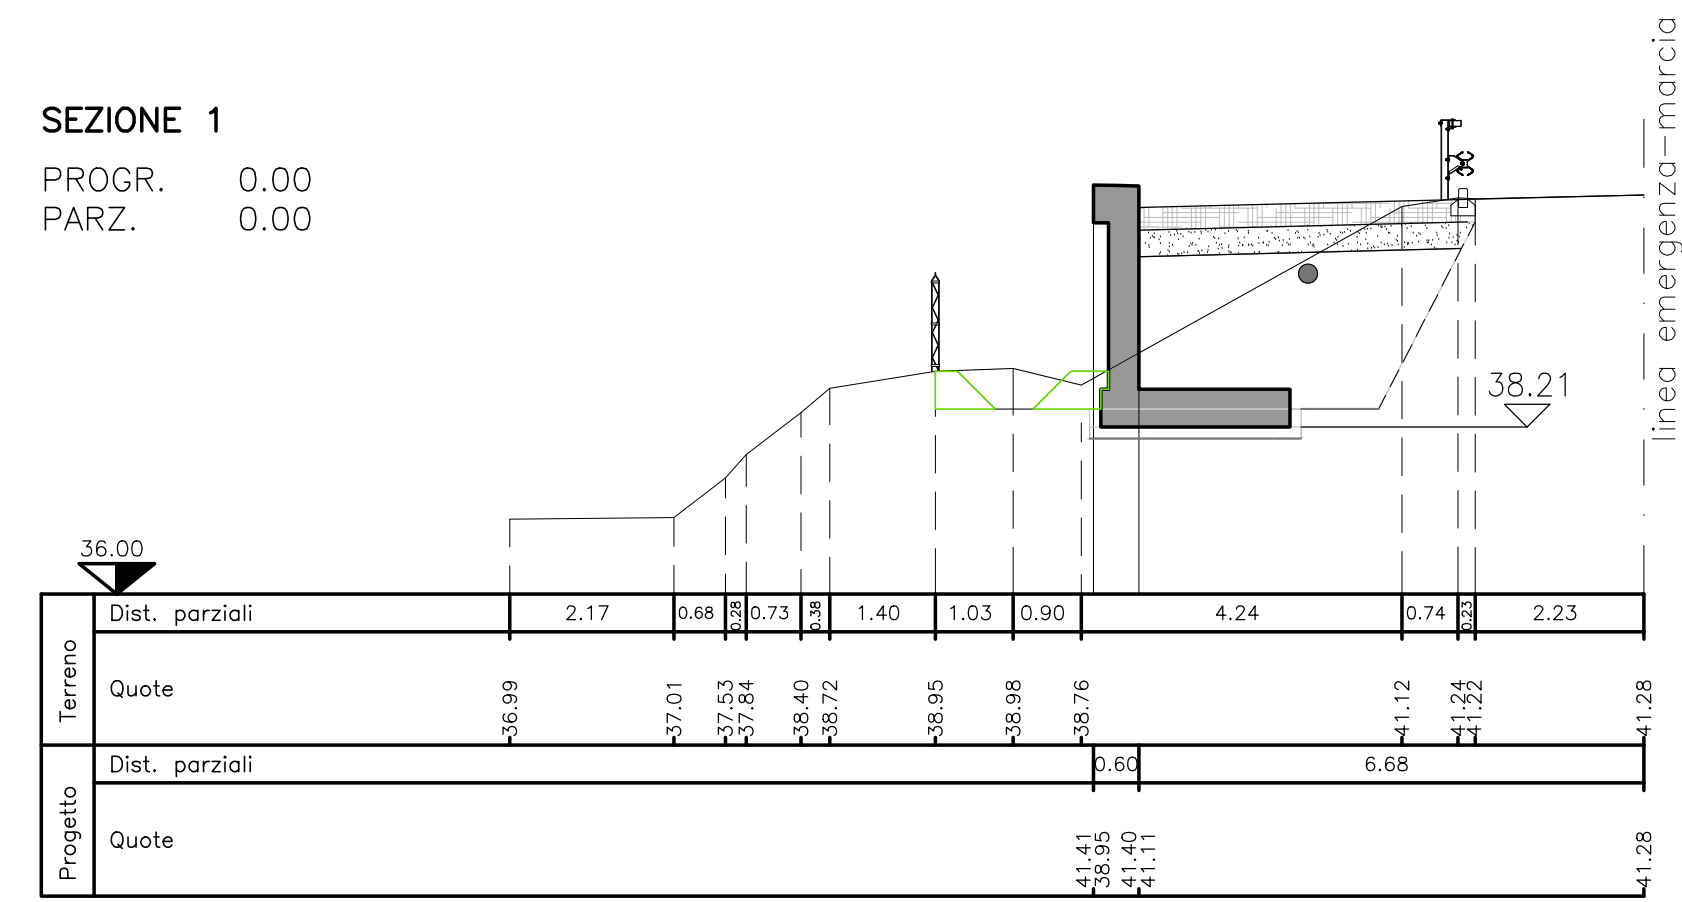 linea emergenza-marcia
SEZIONE 1
PROGR. 0.00
PARZ. 0.00
38.21
36.00
Terreno
Dist. parziali 2.17 0.68 0.28 0.73 0.38 1.40 1.03 0.90 4.24 0.74 0.23 2.23
Quote 36.99 37.01 37.53 37.84 38.40 38.72 38.95 38.98 38.76 41.12 41.24 41.22 41.28
Progetto
Dist. parziali 0.60 6.68
Quote 41.41 38.95 41.40 41.11 41.28